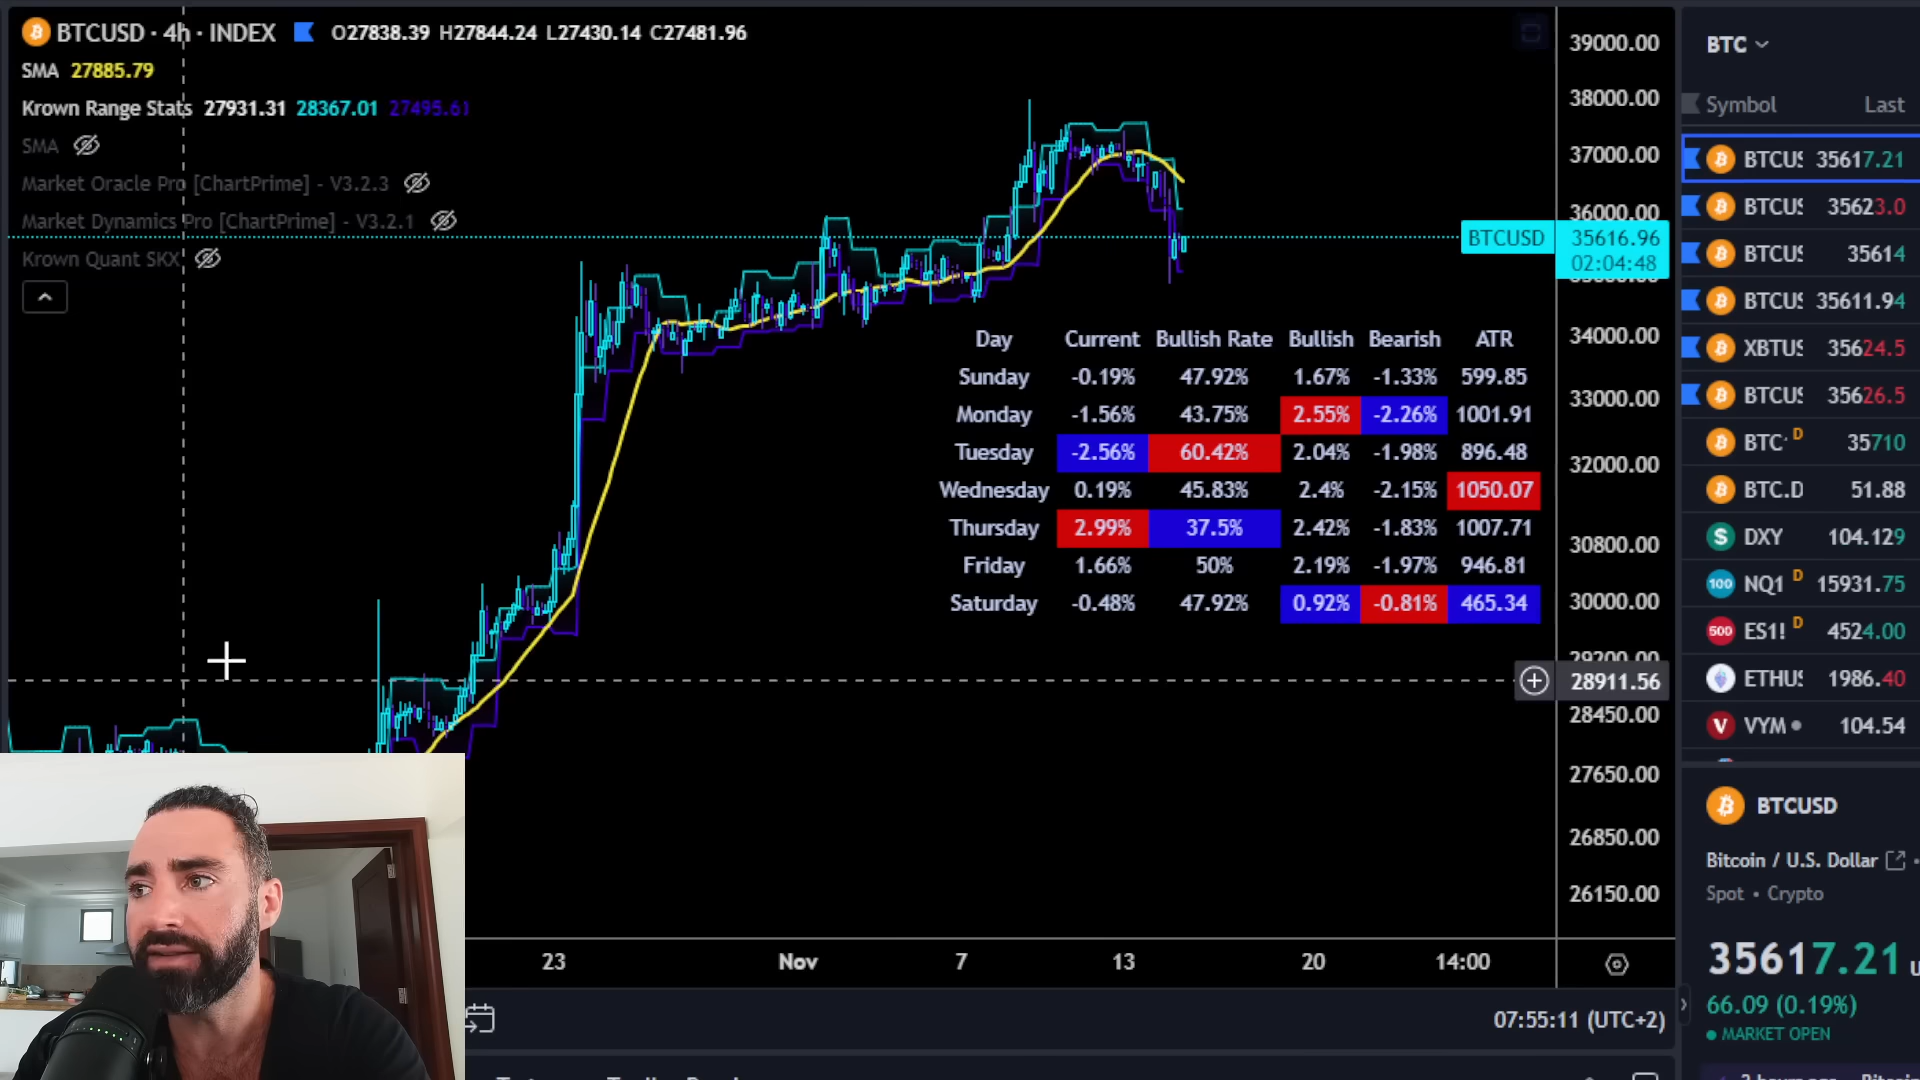 BTCUSD · 4h · INDEX O27838.39 H27844.24 L27430.14 C27481.96
SMA 27885.79
Krown Range Stats 27931.31 28367.01 27495.61
SMA
Market Oracle Pro [ChartPrime] - V3.2.3
Market Dynamics Pro [ChartPrime] - V3.2.1
Krown Quant SKX
39000.00
38000.00
37000.00
36000.00
BTCUSD 35616.96
02:04:48
34000.00
33000.00
32000.00
30800.00
30000.00
29200.00
28911.56
28450.00
27650.00
26850.00
26150.00
Day Current Bullish Rate Bullish Bearish ATR
Sunday -0.19% 47.92% 1.67% -1.33% 599.85
Monday -1.56% 43.75% 2.55% -2.26% 1001.91
Tuesday -2.56% 60.42% 2.04% -1.98% 896.48
Wednesday 0.19% 45.83% 2.4% -2.15% 1050.07
Thursday 2.99% 37.5% 2.42% -1.83% 1007.71
Friday 1.66% 50% 2.19% -1.97% 946.81
Saturday -0.48% 47.92% 0.92% -0.81% 465.34
23 Nov 7 13 20 14:00
07:55:11 (UTC+2)
BTC
Symbol Last
BTCUS 35617.21
BTCUS 35623.0
BTCUS 35614
BTCUS 35611.94
XBTUS 35624.5
BTCUS 35626.5
BTC D 35710
BTC.D 51.88
S DXY 104.129
100 NQ1 D 15931.75
500 ES1! D 4524.00
ETHUS 1986.40
V VYM 104.54
BTCUSD
Bitcoin / U.S. Dollar
Spot • Crypto
35617.21
66.09 (0.19%)
MARKET OPEN